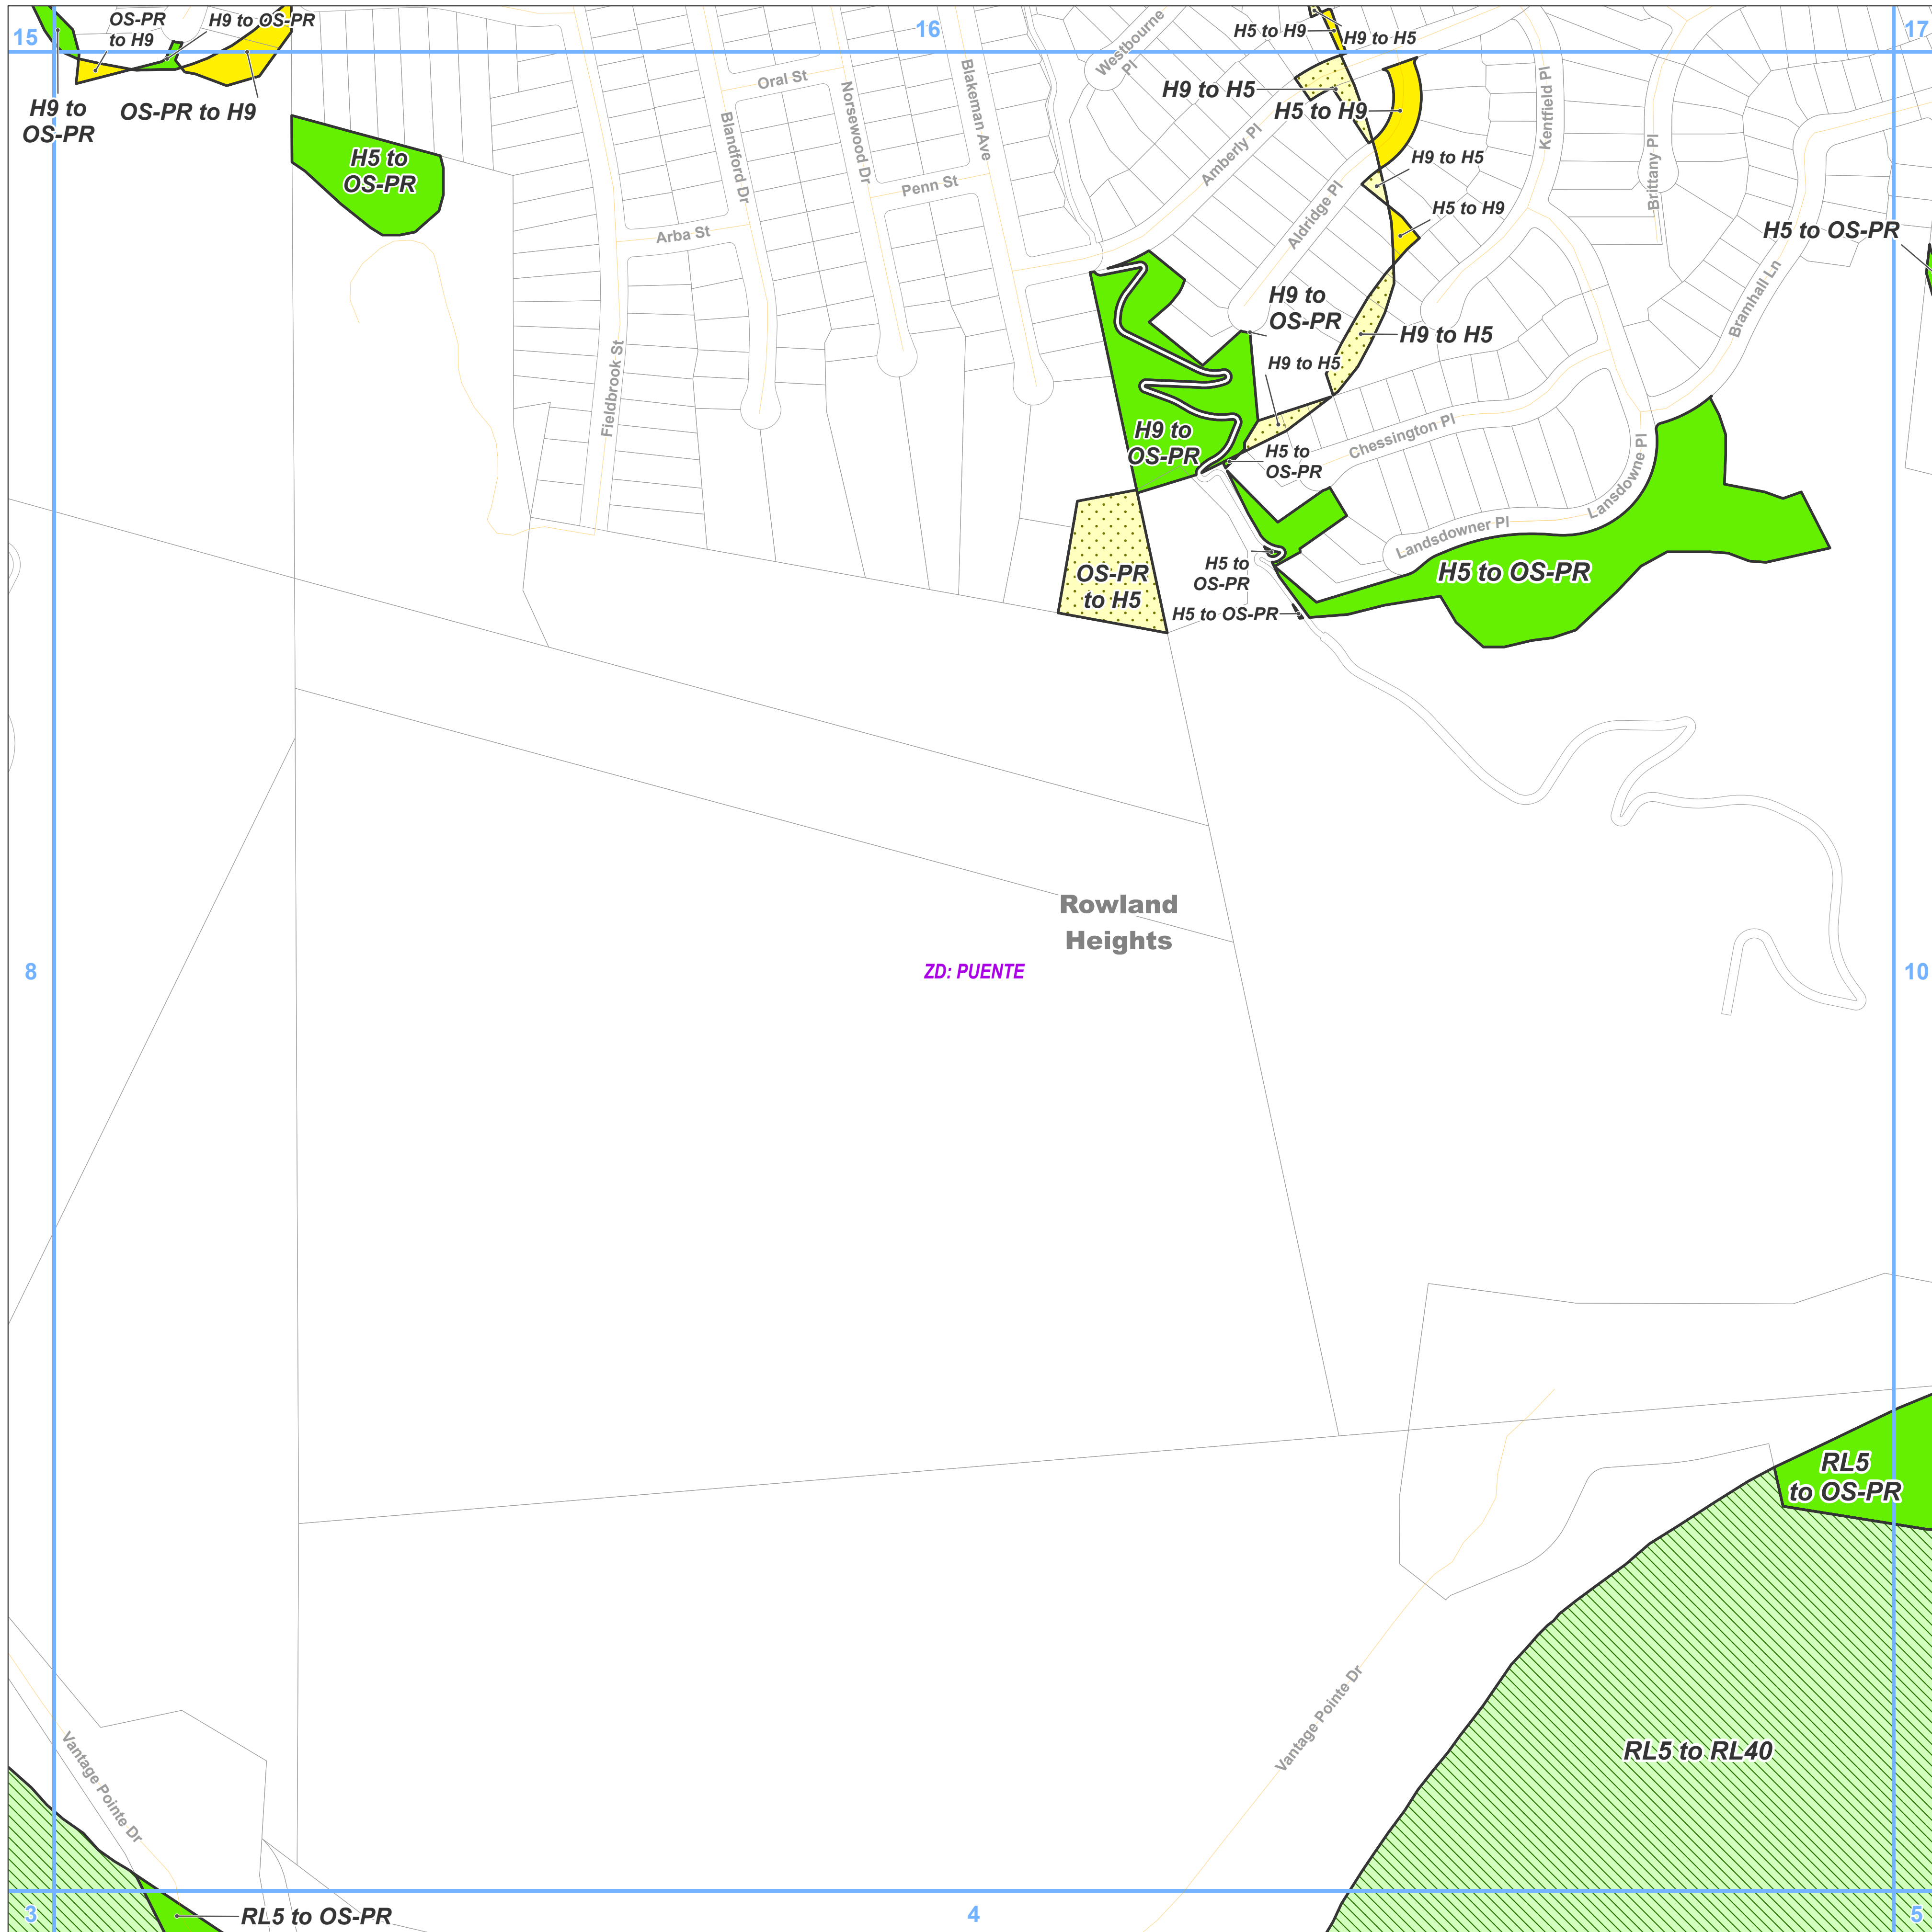 15
16
17
OS-PR
to H9
H9 to OS-PR
H9 to
OS-PR
OS-PR to H9
H5 to
OS-PR
Oral St
Norsewood Dr
Blakeman Ave
Blandford Dr
Penn St
Arba St
Fieldbrook St
Westbourne
Pl
H5 to H9
H9 to H5
H9 to H5
H5 to H9
Kentfield Pl
Brittany Pl
Amberly Pl
Aldridge Pl
H9 to H5
H5 to H9
H5 to OS-PR
Bramhall Ln
H9 to
OS-PR
H9 to H5
H9 to H5
H9 to
OS-PR
H5 to
OS-PR
Chessington Pl
Lansdowne Pl
Landsdowner Pl
H5 to OS-PR
OS-PR
to H5
H5 to
OS-PR
H5 to OS-PR
Rowland
Heights
8
ZD: PUENTE
10
RL5
to OS-PR
RL5 to RL40
Vantage Pointe Dr
Vantage Pointe Dr
RL5 to OS-PR
3
4
5